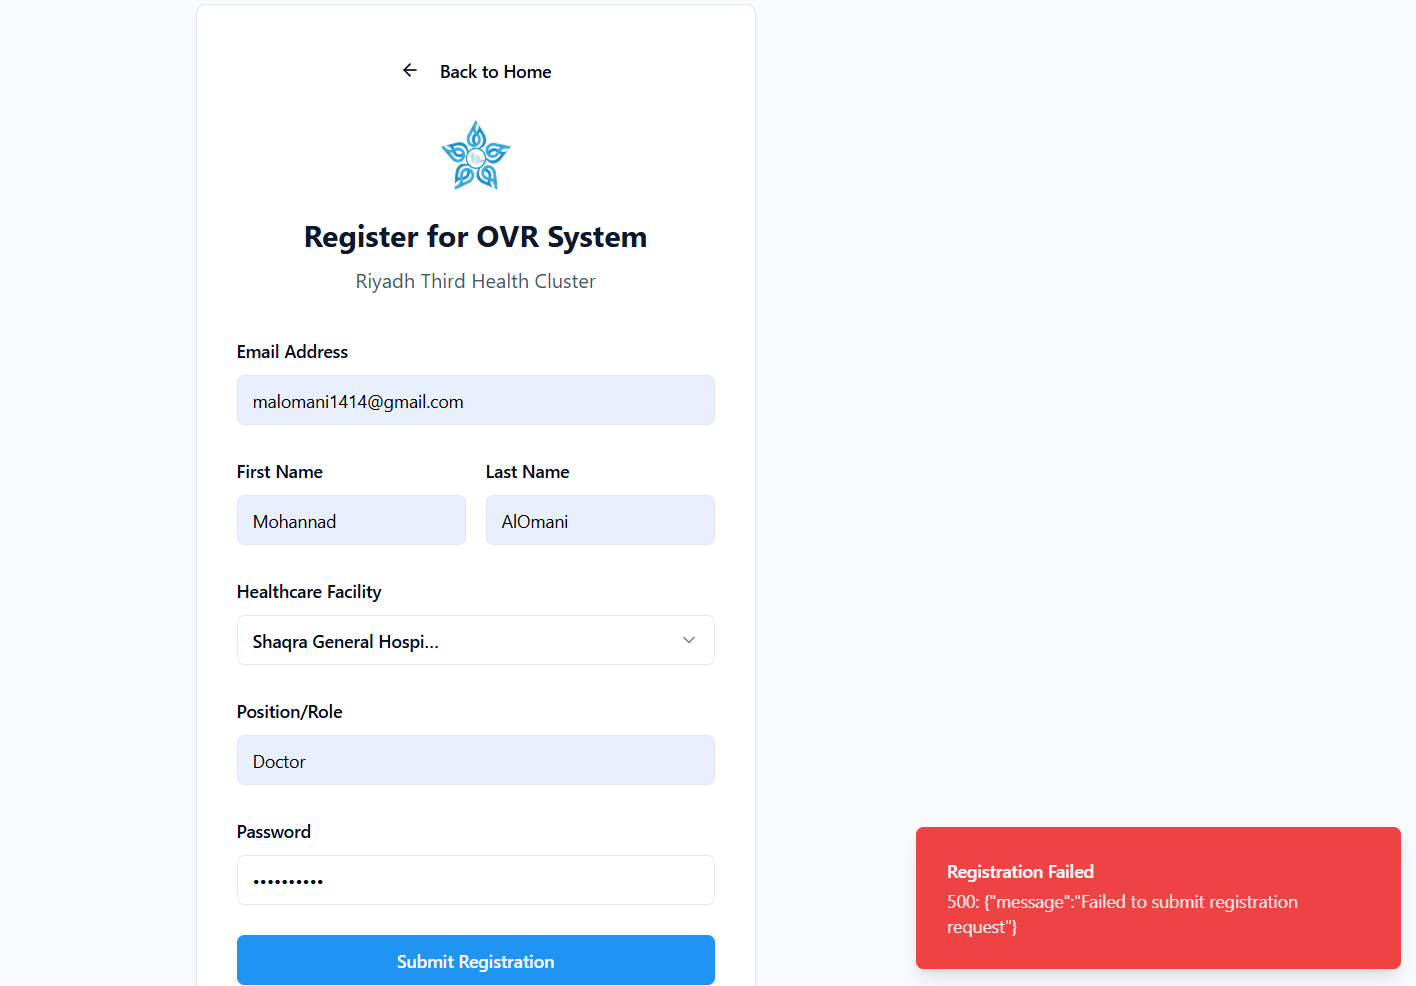 Back to Home
Register for OVR System
Riyadh Third Health Cluster
Email Address
malomani1414@gmail.com
First Name
Last Name
Mohannad
AlOmani
Healthcare Facility
Shaqra General Hospi...
Position/Role
Doctor
Password
••••••••••
Submit Registration
Registration Failed
500: {"message":"Failed to submit registration
request"}